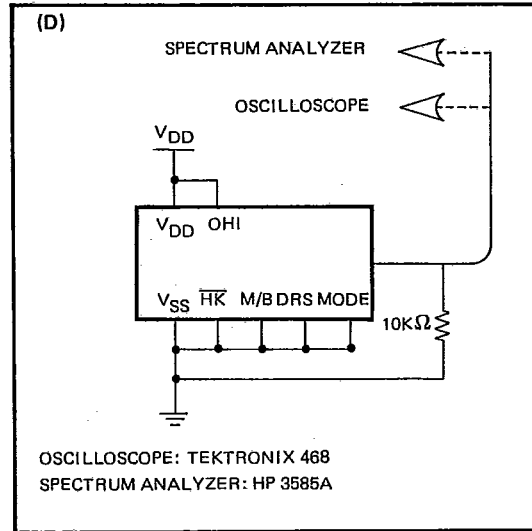 (D)
SPECTRUM ANALYZER
OSCILLOSCOPE
VDD
VDD OHI
VSS HK M/B DRS MODE
10KΩ
OSCILLOSCOPE: TEKTRONIX 468
SPECTRUM ANALYZER: HP 3585A